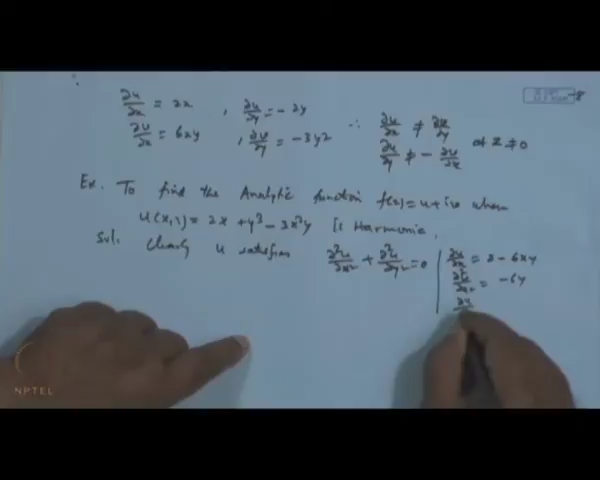 ∂u/∂x = 2x , ∂u/∂y = -2y
∂v/∂x = 6xy , ∂v/∂y = -3y2 ∴ ∂u/∂x ≠ ∂v/∂y
∂u/∂y ≠ - ∂v/∂x at z ≠ 0
Ex. To find the Analytic function f(z) = u + iv where
u(x,y) = 2x + y³ - 3x²y is Harmonic.
Sol. Clearly u satisfies ∂²u/∂x² + ∂²u/∂y² = 0
∂u/∂x = 2 - 6xy
∂²u/∂x² = -6y
NPTEL